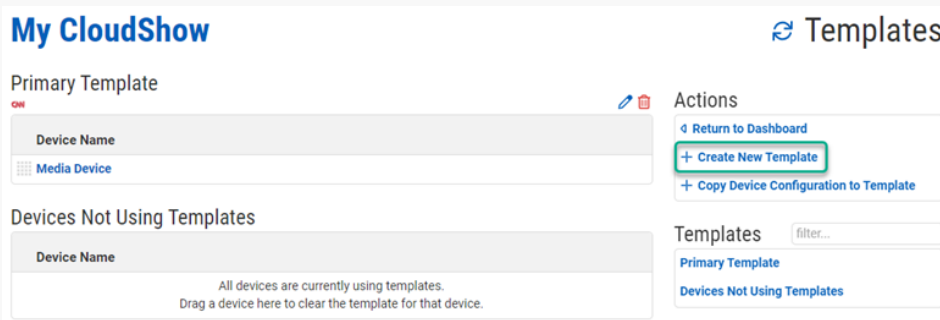 My CloudShow
Templates
Primary Template
CNN
Device Name
Media Device
Devices Not Using Templates
Device Name
All devices are currently using templates.
Drag a device here to clear the template for that device.
Actions
Return to Dashboard
+ Create New Template
+ Copy Device Configuration to Template
Templates
filter...
Primary Template
Devices Not Using Templates